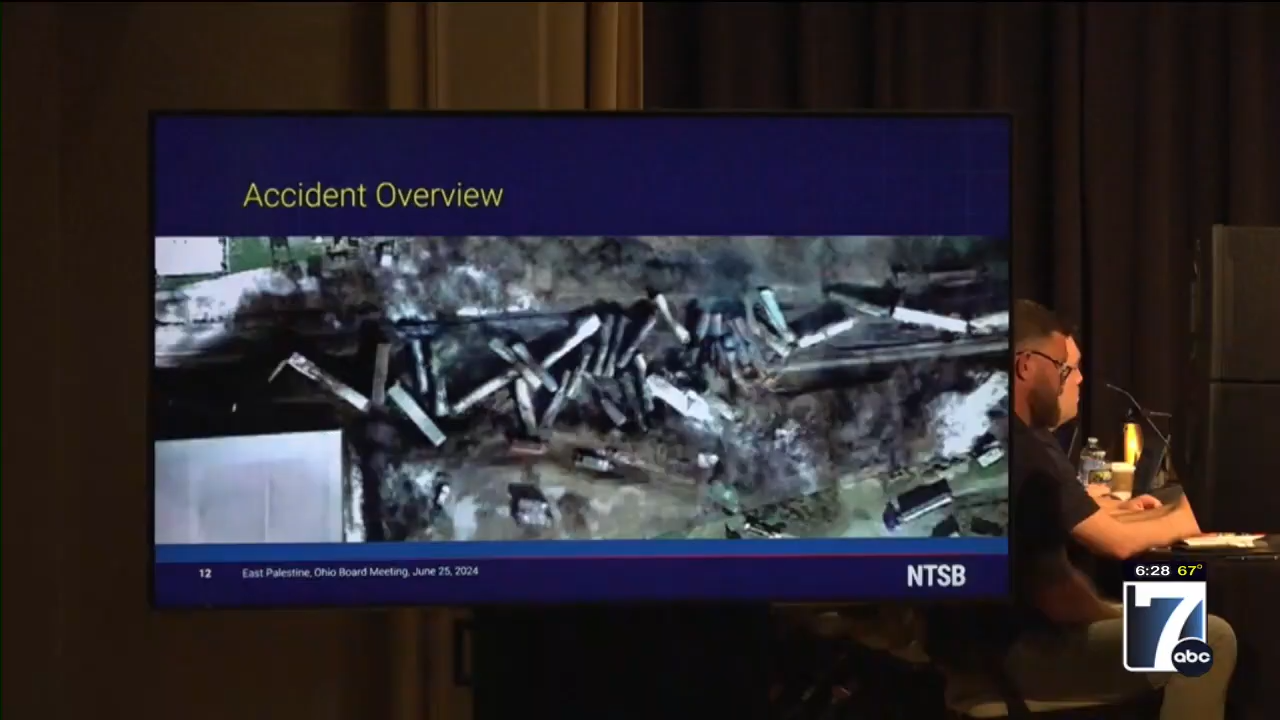 Accident Overview
12 East Palestine, Ohio Board Meeting, June 25, 2024
NTSB
6:28 67°
7
abc